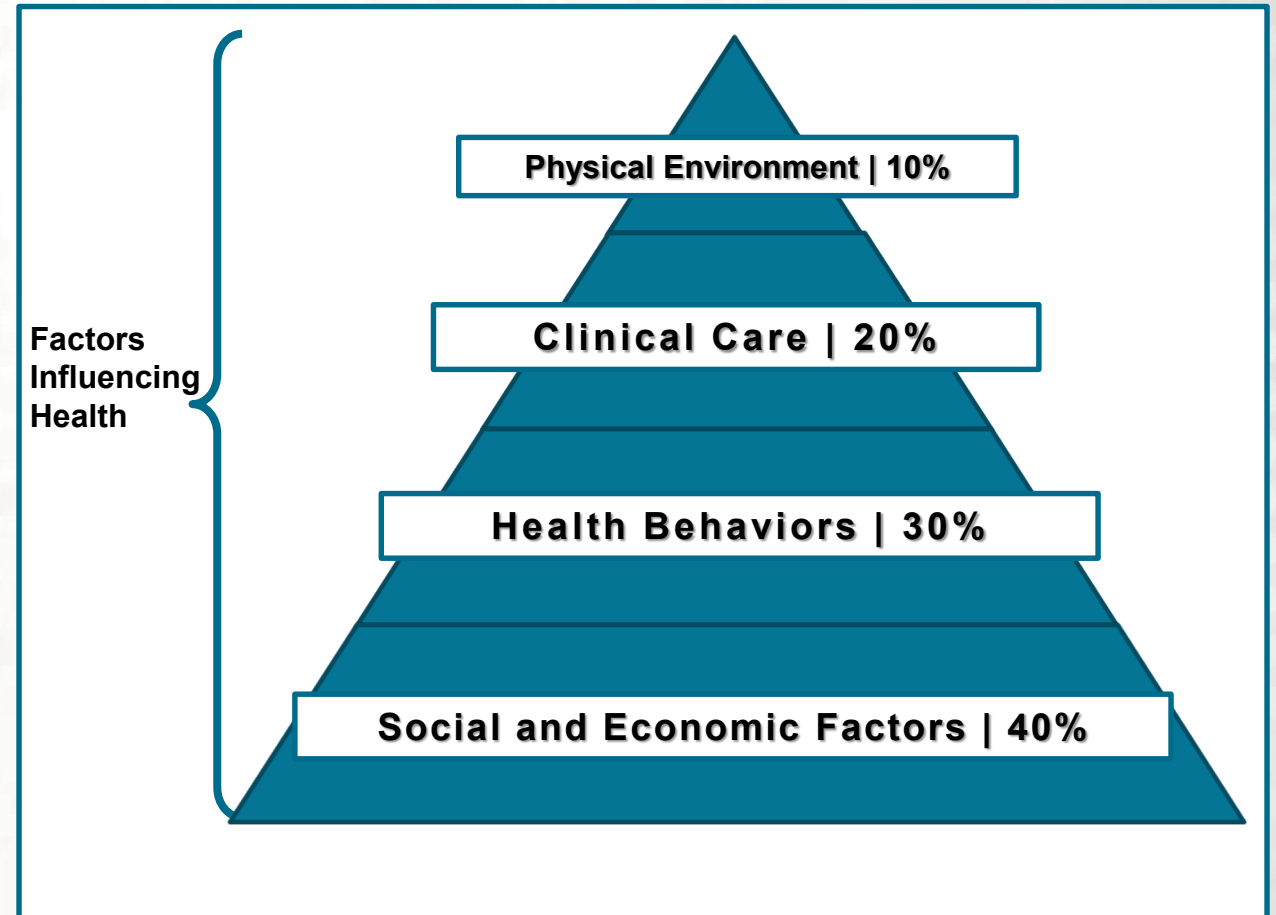 Physical Environment | 10%
Clinical Care | 20%
Factors
Influencing
Health
Health Behaviors | 30%
Social and Economic Factors | 40%